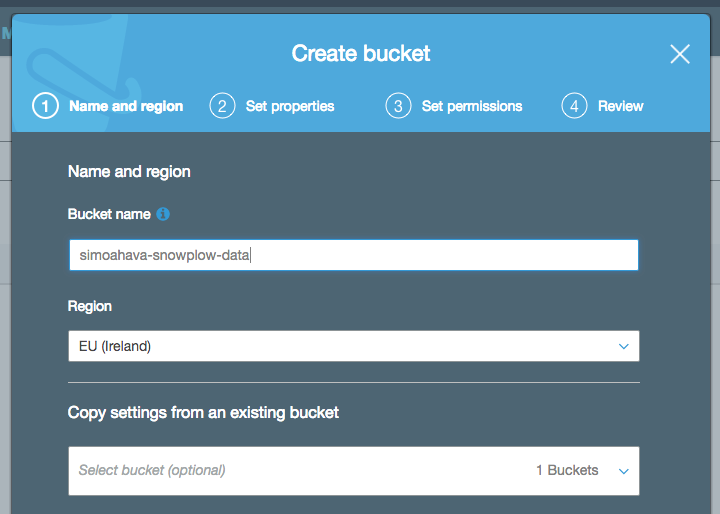 M
Create bucket
1 Name and region 2 Set properties 3 Set permissions 4 Review
Name and region
Bucket name
simoahava-snowplow-data
Region
EU (Ireland)
Copy settings from an existing bucket
Select bucket (optional) 1 Buckets